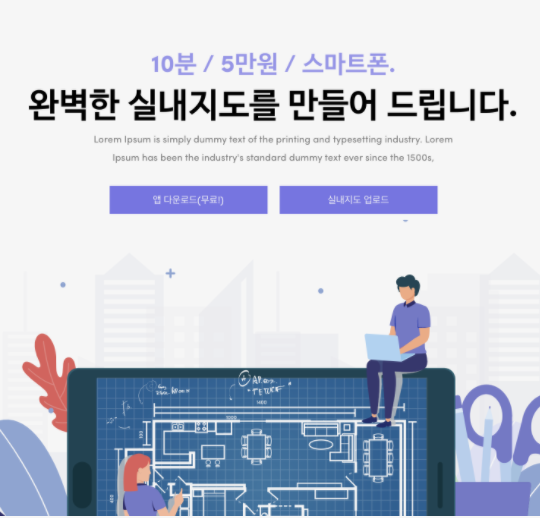 10분 / 5만원 / 스마트폰.
완벽한 실내지도를 만들어 드립니다.
Lorem Ipsum is simply dummy text of the printing and typesetting industry. Lorem
Ipsum has been the industry's standard dummy text ever since the 1500s,
앱 다운로드(무료!)
실내지도 업로드